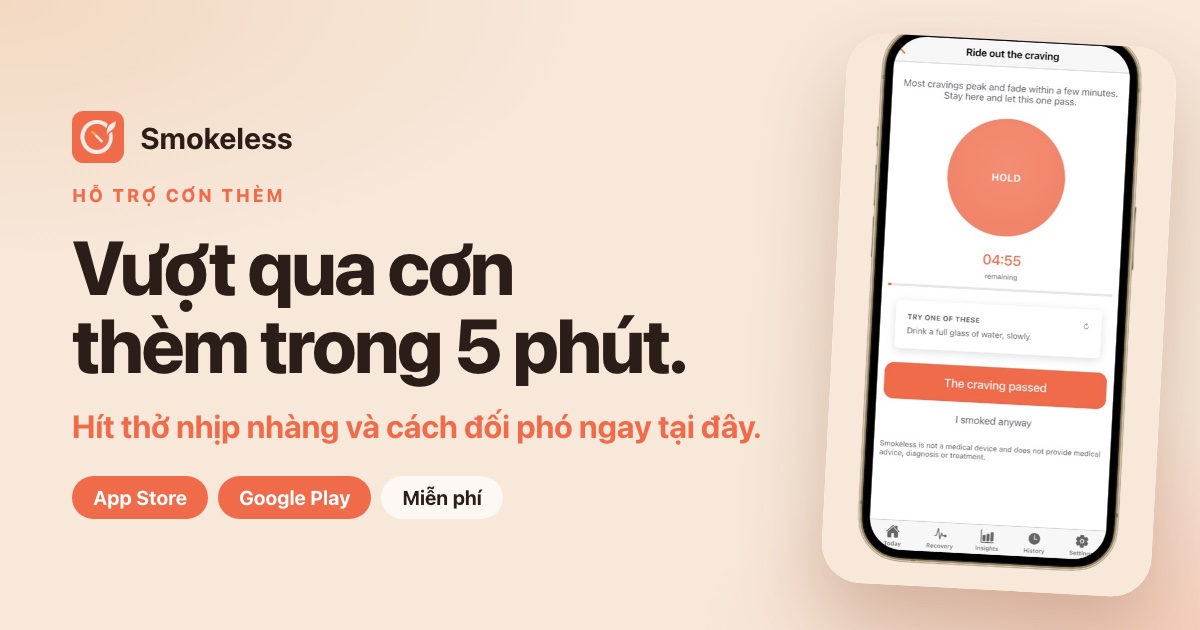 Smokeless
HỖ TRỢ CƠN THÈM
Vượt qua cơn
thèm trong 5 phút.
Hít thở nhịp nhàng và cách đối phó ngay tại đây.
App Store
Google Play
Miễn phí
Ride out the craving
Most cravings peak and fade within a few minutes.
Stay here and let this one pass.
HOLD
04:55
remaining
TRY ONE OF THESE
Drink a full glass of water, slowly.
The craving passed
I smoked anyway
Smokeless is not a medical device and does not provide medical
advice, diagnosis or treatment.
Today
Recovery
Insights
History
Settings